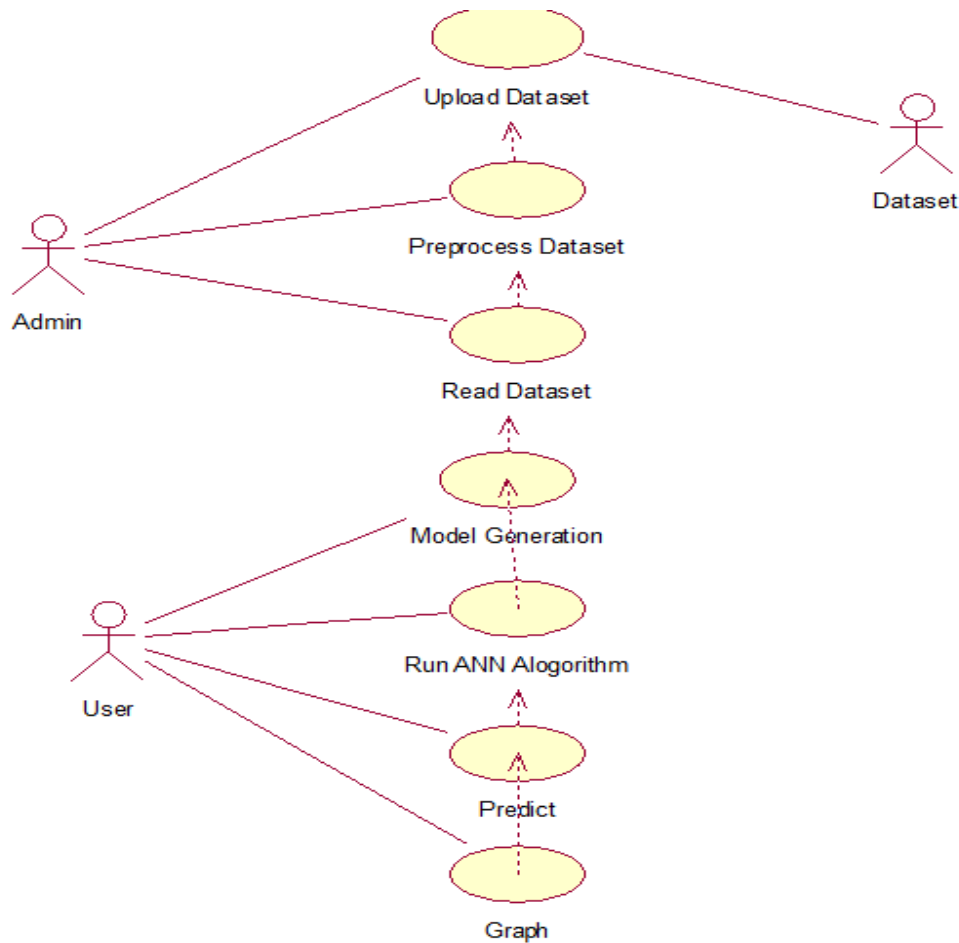 Upload Dataset
Dataset
Preprocess Dataset
Admin
Read Dataset
Model Generation
Run ANN Alogorithm
User
Predict
Graph